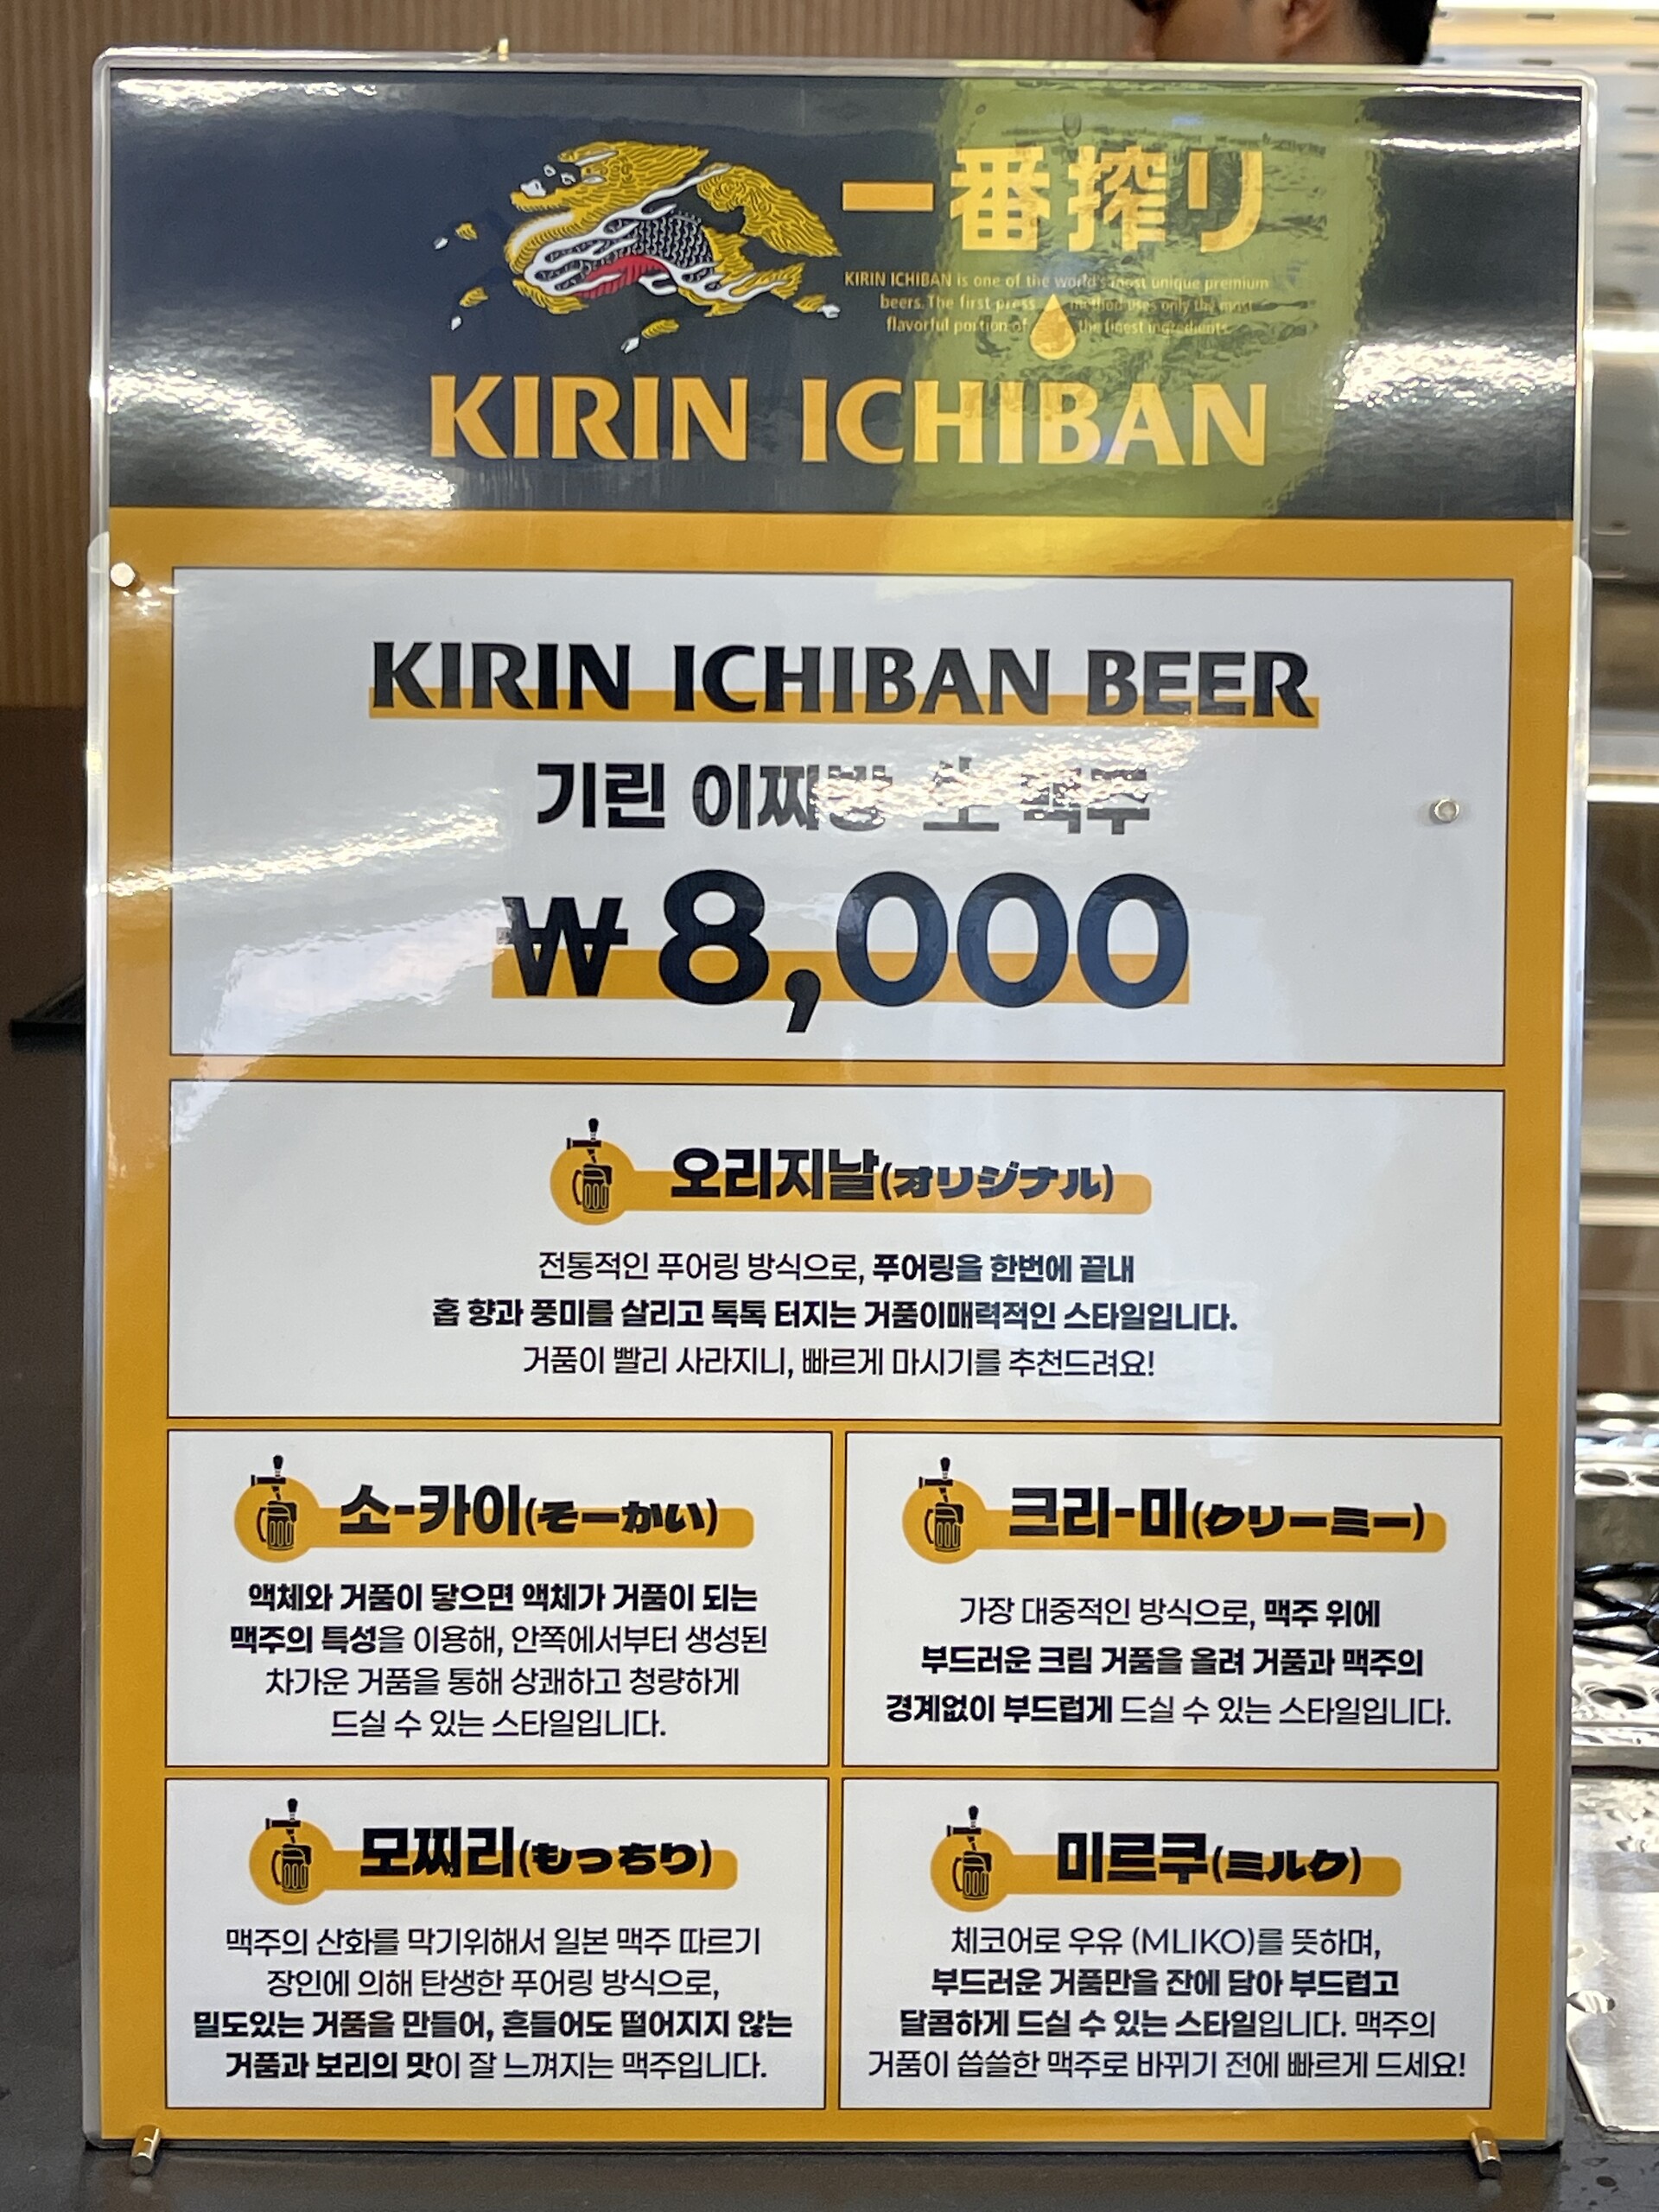 一番搾り
KIRIN ICHIBAN is one of the world's most unique premium
beers. The first press method uses only the most
flavorful portion of the finest ingredients.
KIRIN ICHIBAN
KIRIN ICHIBAN BEER
기린 이찌방 生 맥주
₩8,000
오리지날(オリジナル)
전통적인 푸어링 방식으로, 푸어링을 한번에 끝내
홉 향과 풍미를 살리고 톡톡 터지는 거품이매력적인 스타일입니다.
거품이 빨리 사라지니, 빠르게 마시기를 추천드려요!
소-카이(そーかい)
액체와 거품이 닿으면 액체가 거품이 되는
맥주의 특성을 이용해, 안쪽에서부터 생성된
차가운 거품을 통해 상쾌하고 청량하게
드실 수 있는 스타일입니다.
크리-미(クリーミー)
가장 대중적인 방식으로, 맥주 위에
부드러운 크림 거품을 올려 거품과 맥주의
경계없이 부드럽게 드실 수 있는 스타일입니다.
모찌리(もっちり)
맥주의 산화를 막기위해서 일본 맥주 따르기
장인에 의해 탄생한 푸어링 방식으로,
밀도있는 거품을 만들어, 흔들어도 떨어지지 않는
거품과 보리의 맛이 잘 느껴지는 맥주입니다.
미르쿠(ミルク)
체코어로 우유 (MLIKO)를 뜻하며,
부드러운 거품만을 잔에 담아 부드럽고
달콤하게 드실 수 있는 스타일입니다. 맥주의
거품이 씁쓸한 맥주로 바뀌기 전에 빠르게 드세요!